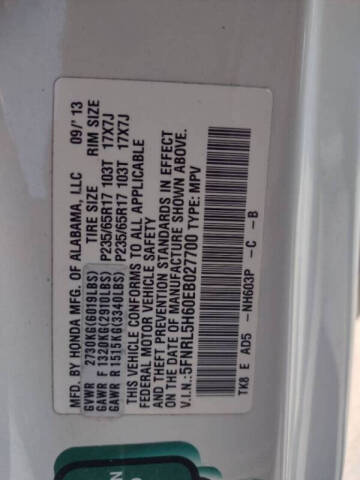 MFD. BY HONDA MFG. OF ALABAMA, LLC 09/'13
GVWR 2730KG(6019LBS) TIRE SIZE RIM SIZE
GAWR F 1320KG(2910LBS) P235/65R17 103T 17X7J
GAWR R 1515KG(3340LBS) P235/65R17 103T 17X7J
THIS VEHICLE CONFORMS TO ALL APPLICABLE
FEDERAL MOTOR VEHICLE SAFETY
AND THEFT PREVENTION STANDARDS IN EFFECT
ON THE DATE OF MANUFACTURE SHOWN ABOVE.
V.I.N.: 5FNRL5H60EB027700 TYPE: MPV
TK8 E AD5 -NH603P -C -B
N